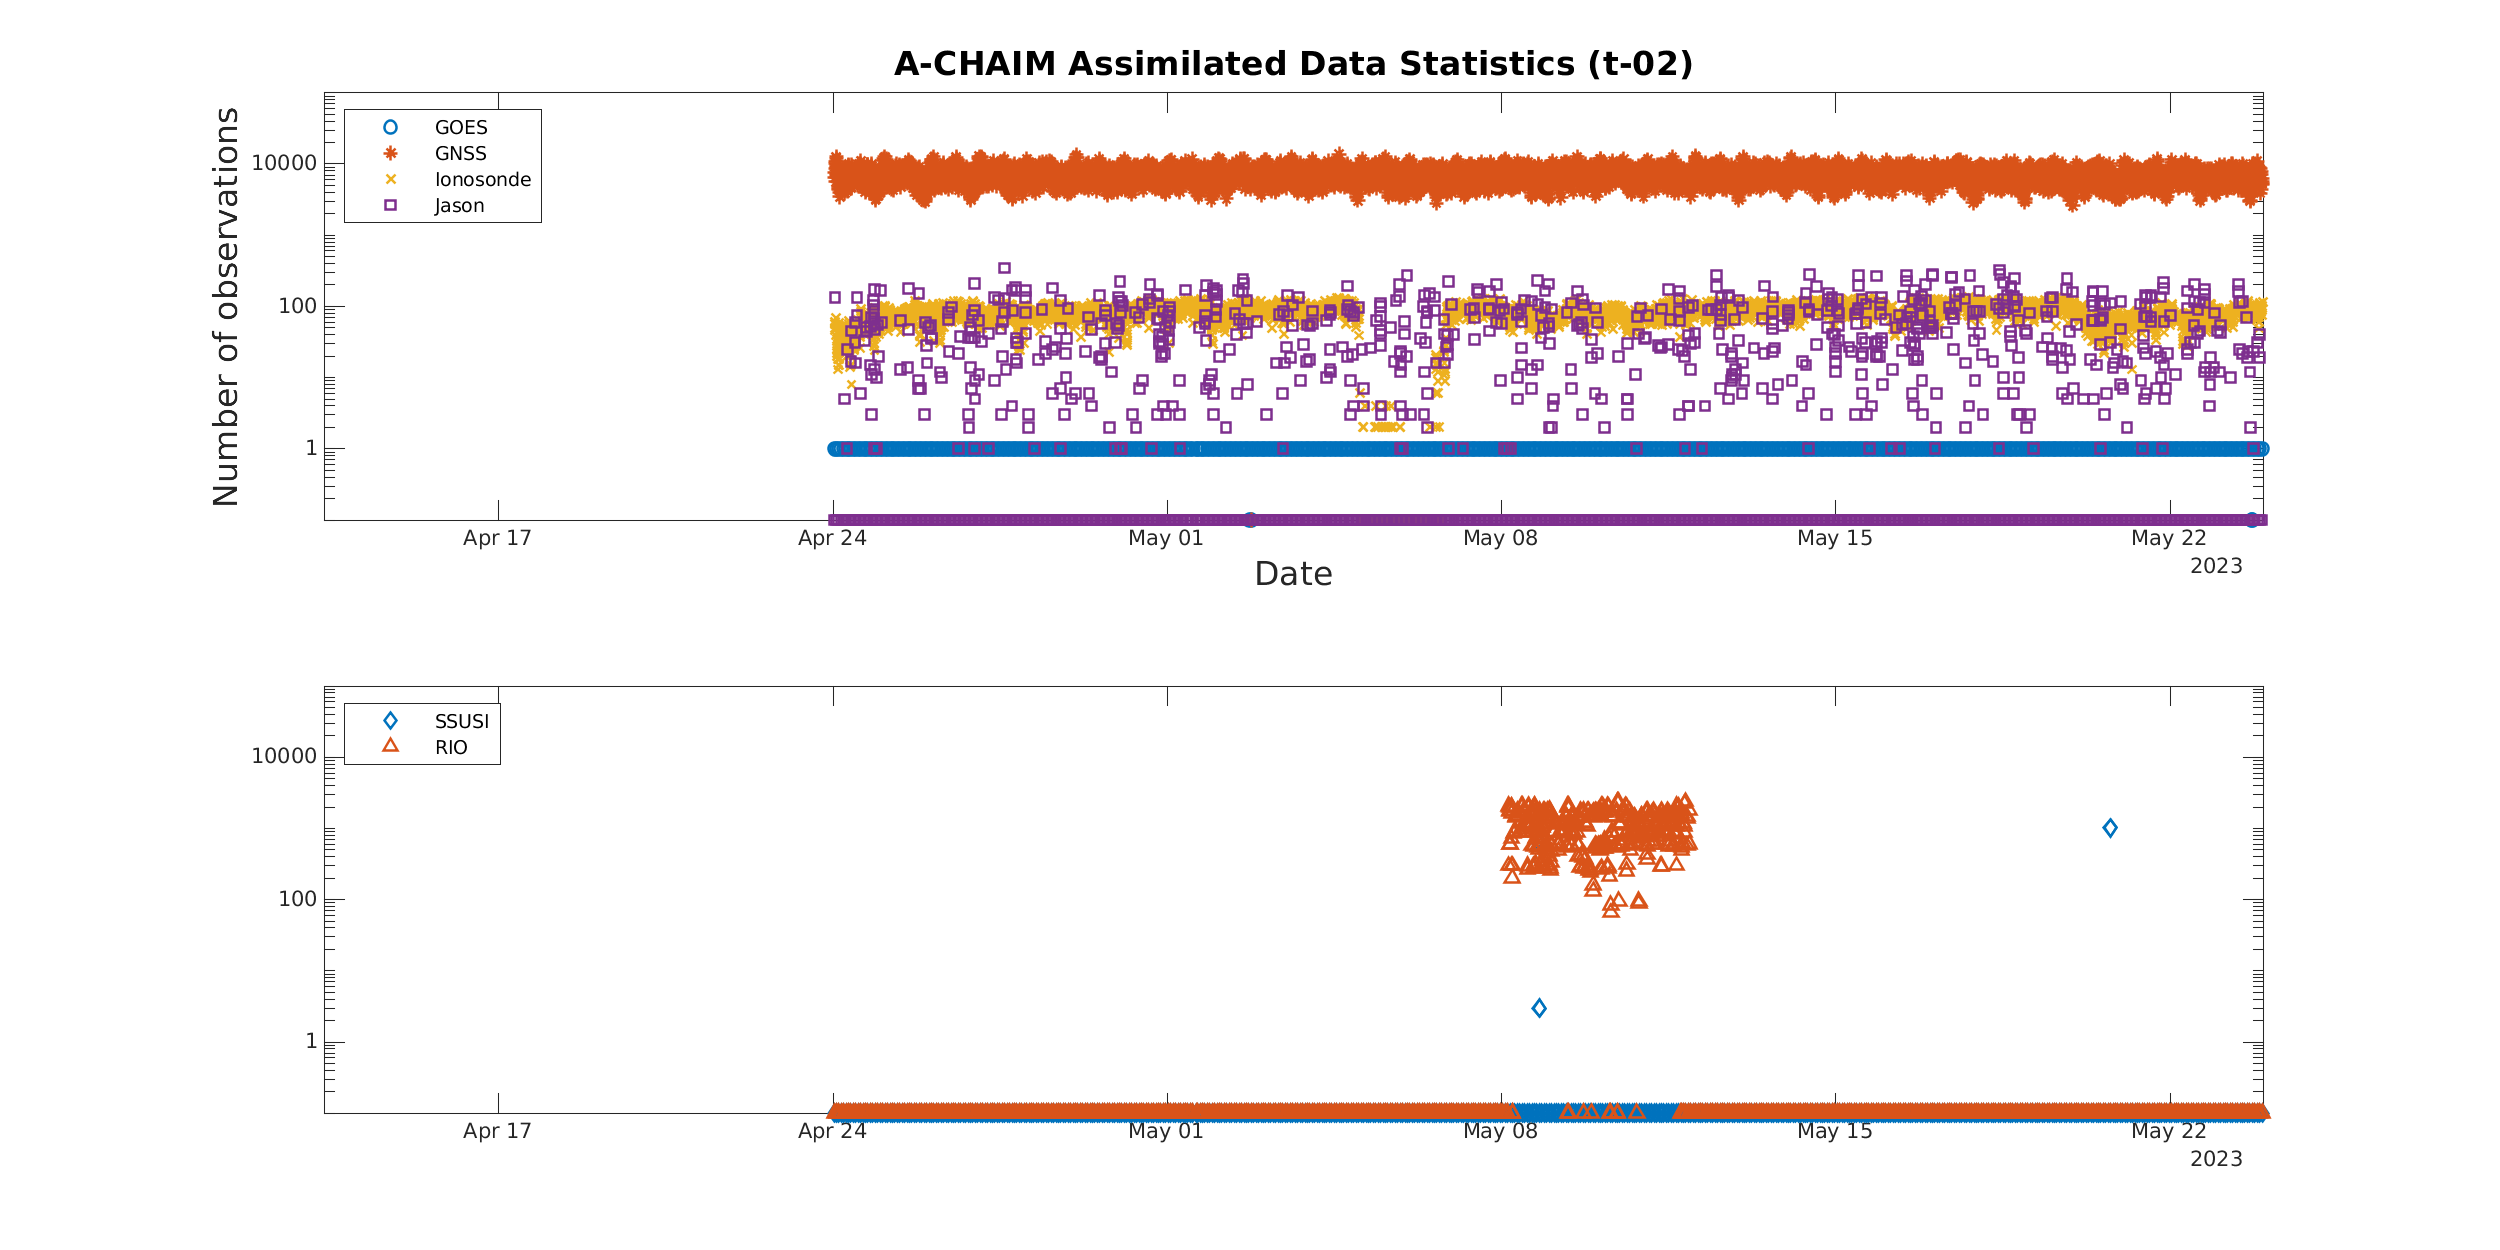 A-CHAIM Assimilated Data Statistics (t-02)
Number of observations
GOES
GNSS
Ionosonde
Jason
10000
100
1
Apr 17
Apr 24
May 01
May 08
May 15
May 22
2023
Date
SSUSI
RIO
10000
100
1
Apr 17
Apr 24
May 01
May 08
May 15
May 22
2023